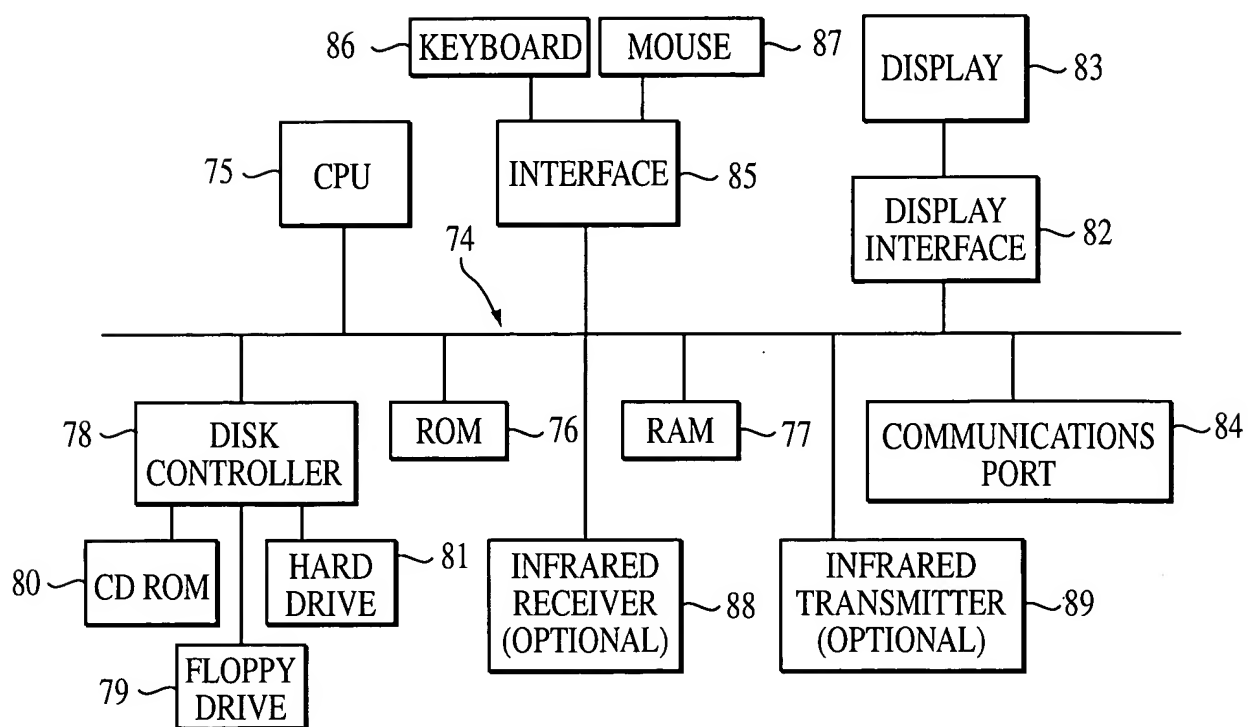 86 KEYBOARD
MOUSE 87
DISPLAY 83
75 CPU
INTERFACE 85
DISPLAY
INTERFACE 82
74
78 DISK
CONTROLLER
ROM 76
RAM 77
COMMUNICATIONS
PORT 84
80 CD ROM
HARD
DRIVE 81
INFRARED
RECEIVER
(OPTIONAL) 88
INFRARED
TRANSMITTER
(OPTIONAL) 89
79 FLOPPY
DRIVE